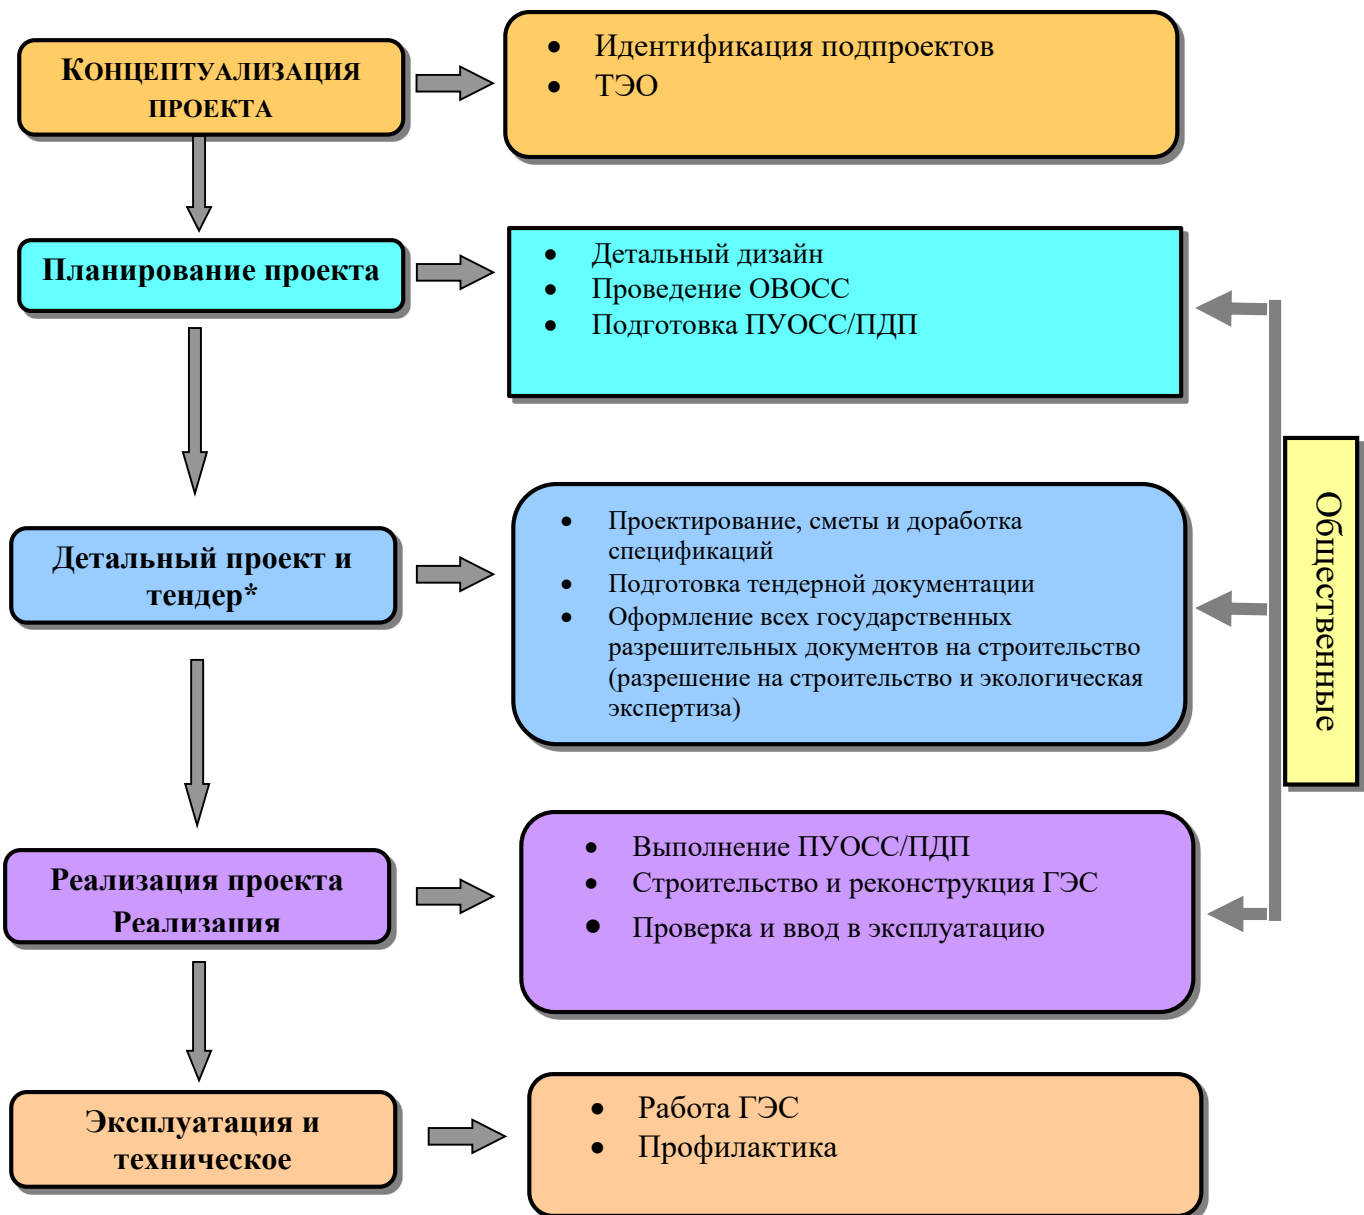 КОНЦЕПТУАЛИЗАЦИЯ
ПРОЕКТА
• Идентификация подпроектов
• ТЭО
Планирование проекта
• Детальный дизайн
• Проведение ОВОСС
• Подготовка ПУОСС/ПДП
Детальный проект и
тендер*
• Проектирование, сметы и доработка
спецификаций
• Подготовка тендерной документации
• Оформление всех государственных
разрешительных документов на строительство
(разрешение на строительство и экологическая
экспертиза)
Общественные
Реализация проекта
Реализация
• Выполнение ПУОСС/ПДП
• Строительство и реконструкция ГЭС
• Проверка и ввод в эксплуатацию
Эксплуатация и
техническое
• Работа ГЭС
• Профилактика